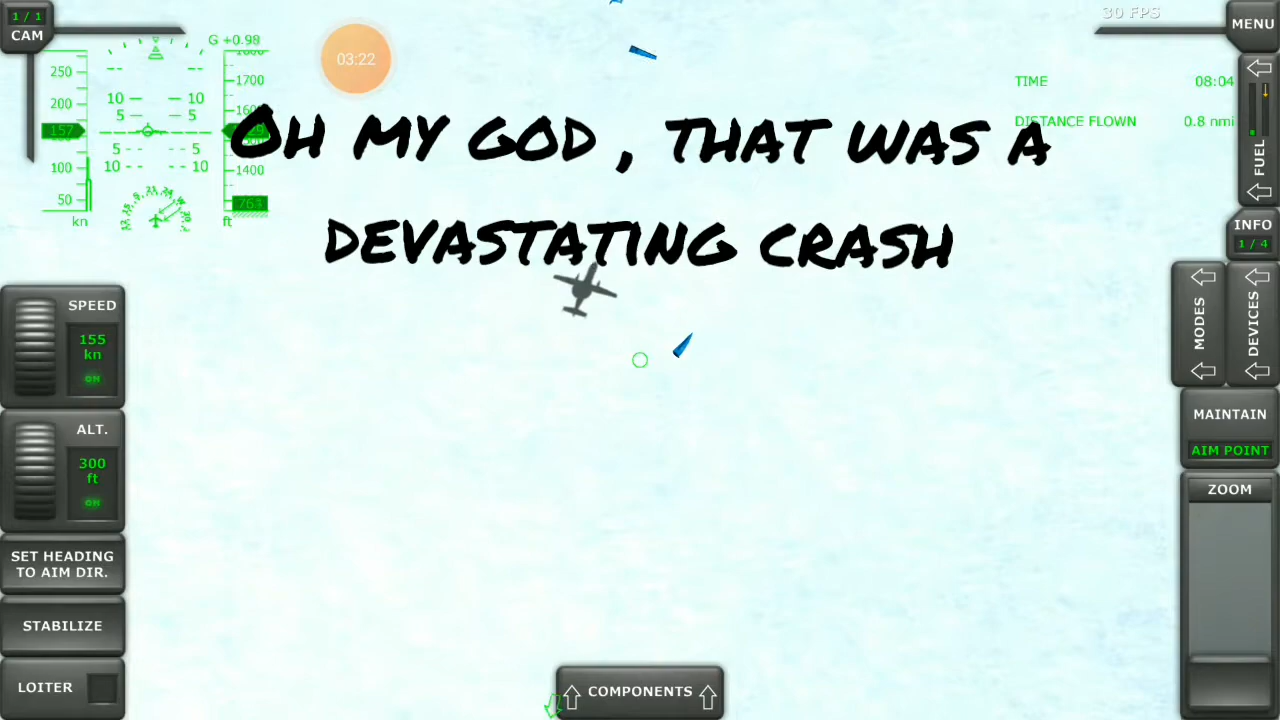 1 / 1
CAM
G +0.98
03:22
30 FPS
MENU
TIME 08:04
DISTANCE FLOWN 0.8 nmi
FUEL
INFO
1 / 4
MODES
DEVICES
MAINTAIN
AIM POINT
ZOOM
250
200
157
100
50
kn
10 10
5 5
5 5
10 10
1700
1400
763
ft
OH MY GOD , THAT WAS A
DEVASTATING CRASH
SPEED
155
kn
ON
ALT.
300
ft
ON
SET HEADING
TO AIM DIR.
STABILIZE
LOITER
COMPONENTS